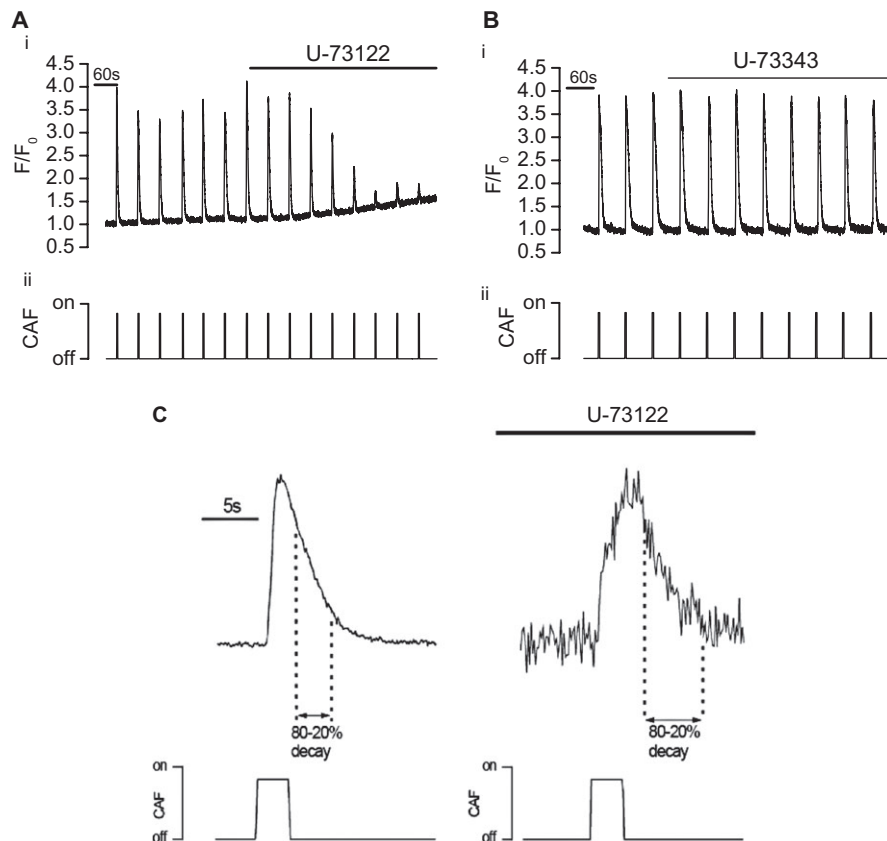 A
i
U-73122
60s
4.5
4.0
3.5
3.0
2.5
2.0
1.5
1.0
0.5
F/F₀
ii
on
off
CAF
B
i
U-73343
60s
4.5
4.0
3.5
3.0
2.5
2.0
1.5
1.0
0.5
F/F₀
ii
on
off
CAF
C
U-73122
5s
80-20%
decay
80-20%
decay
on
off
CAF
on
off
CAF